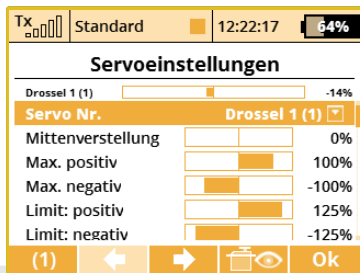 Tx Standard 12:22:17 64%
Servoeinstellungen
Drossel 1 (1) -14%
Servo Nr. Drossel 1 (1)
Mittenverstellung 0%
Max. positiv 100%
Max. negativ -100%
Limit: positiv 125%
Limit: negativ -125%
(1) Ok